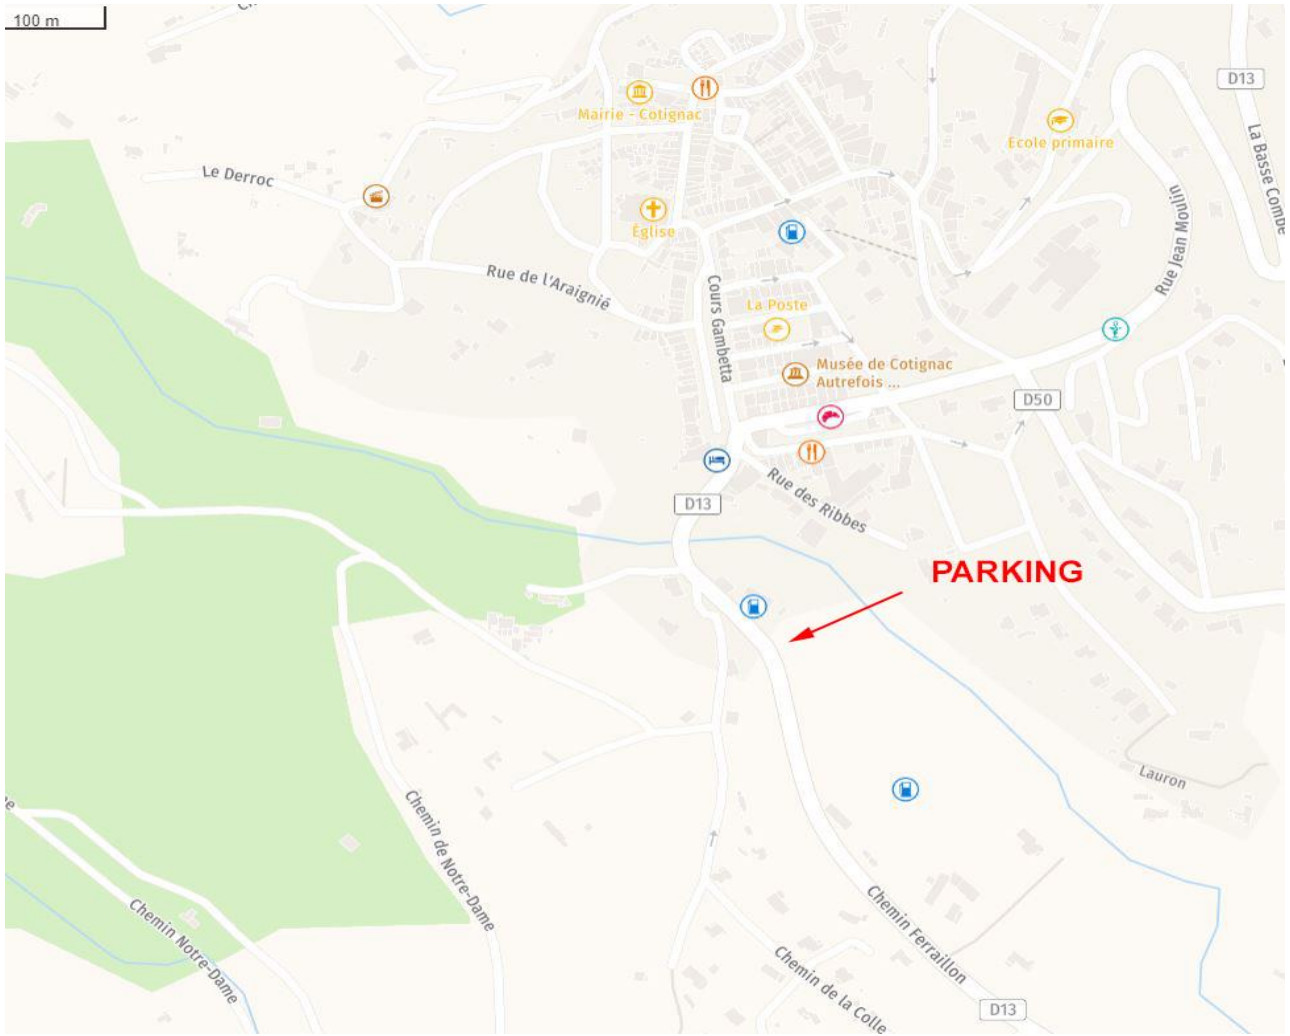 100 m
D13
Mairie - Cotignac
Ecole primaire
La Basse Combe
Le Derroc
Rue Jean Moulin
Église
Rue de l'Araignié
Cours Gambetta
La Poste
Musée de Cotignac
Autrefois ...
D50
Rue des Ribbes
D13
PARKING
Lauron
Chemin de Notre-Dame
Chemin Notre-Dame
Chemin Ferraillon
Chemin de la Colle
D13